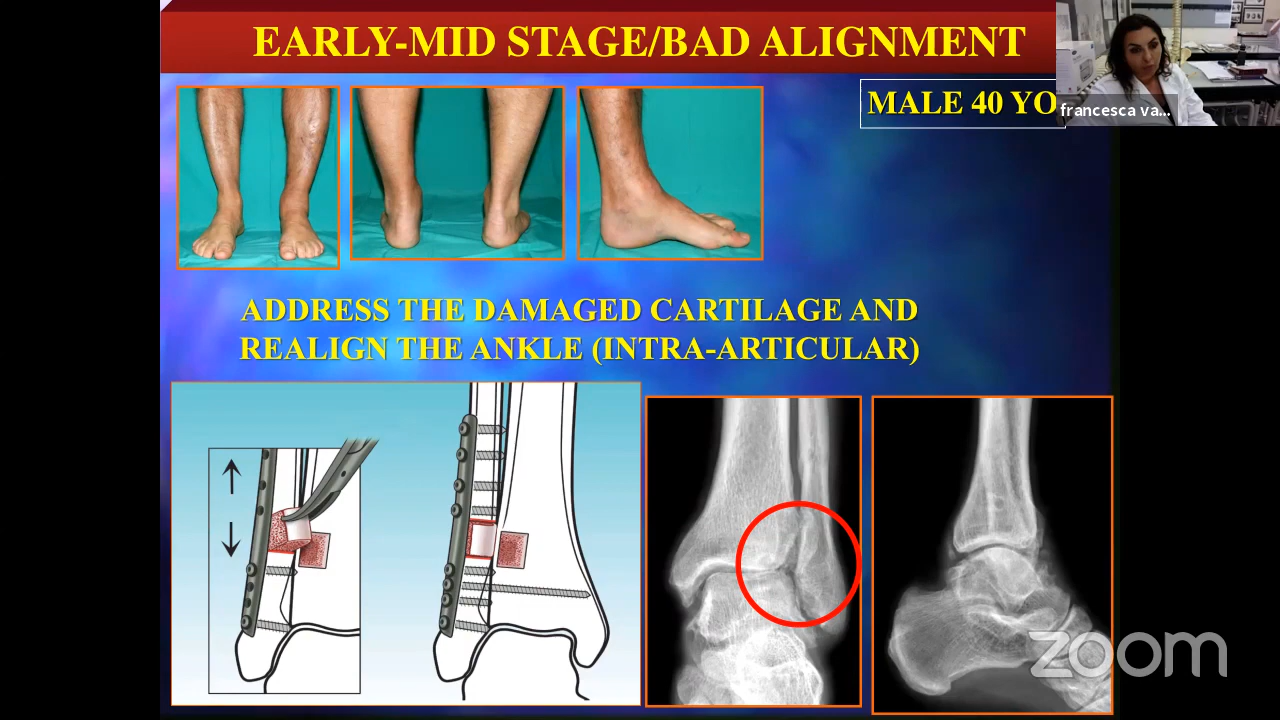 EARLY-MID STAGE/BAD ALIGNMENT
MALE 40 YO
francesca va...
ADDRESS THE DAMAGED CARTILAGE AND
REALIGN THE ANKLE (INTRA-ARTICULAR)
zoom